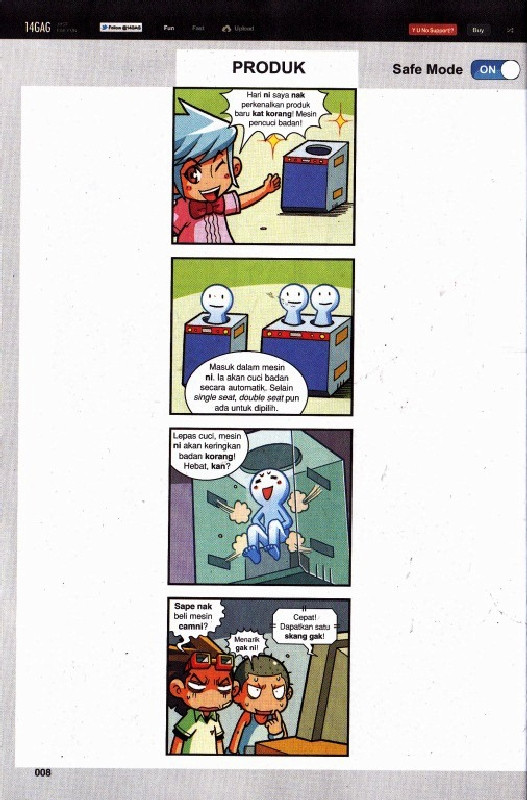 14GAG
Follow @14GAG
Fun
Fast
Upload
Y U No Support?!
Bery
PRODUK
Safe Mode
ON
Hari ni saya nak
perkenalkan produk
baru kat korang! Mesin
pencuci badan!
Masuk dalam mesin
ni. Ia akan cuci badan
secara automatik. Selain
single seat, double seat pun
ada untuk dipilih.
Lepas cuci, mesin
ni akan keringkan
badan korang!
Hebat, kan?
Sape nak
beli mesin
camni?
Menarik
gak ni!
Cepat!
Dapatkan satu
skang gak!
008